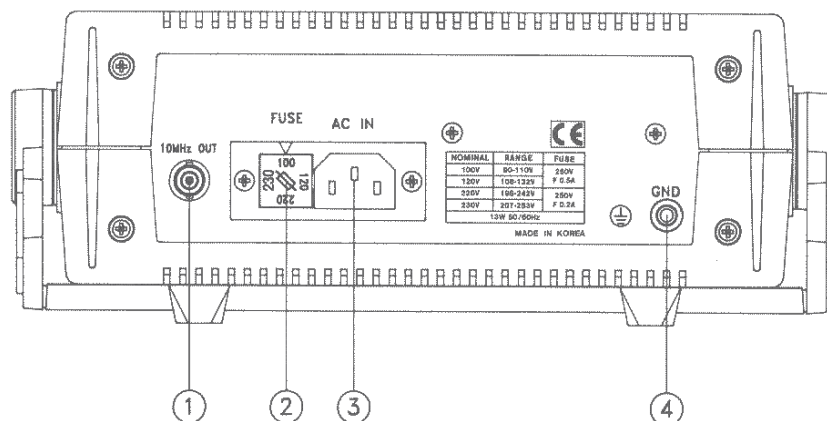 FUSE
AC IN
10MHz OUT
100
120
220
230
CE
NOMINAL RANGE FUSE
100V 90-110V 250V
120V 108-132V F 0.5A
220V 198-242V 250V
230V 207-253V F 0.2A
13W 50/60Hz
MADE IN KOREA
GND
1 2 3 4